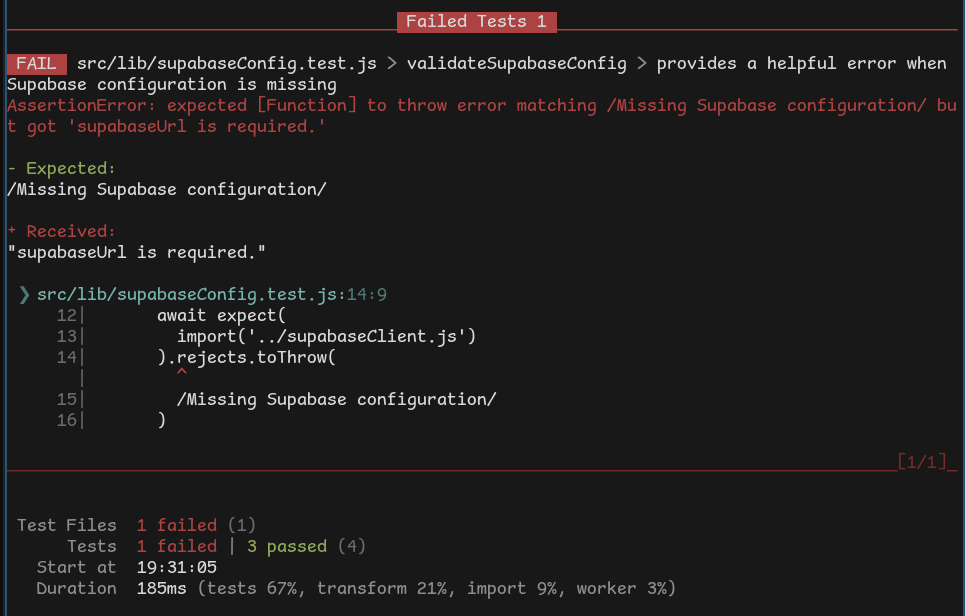 Failed Tests 1
FAIL src/lib/supabaseConfig.test.js > validateSupabaseConfig > provides a helpful error when
Supabase configuration is missing
AssertionError: expected [Function] to throw error matching /Missing Supabase configuration/ bu
t got 'supabaseUrl is required.'
- Expected:
/Missing Supabase configuration/
+ Received:
"supabaseUrl is required."
❯ src/lib/supabaseConfig.test.js:14:9
12|       await expect(
13|         import('../supabaseClient.js')
14|       ).rejects.toThrow(
|         ^
15|         /Missing Supabase configuration/
16|       )
[1/1]
Test Files 1 failed (1)
Tests 1 failed | 3 passed (4)
Start at 19:31:05
Duration 185ms (tests 67%, transform 21%, import 9%, worker 3%)